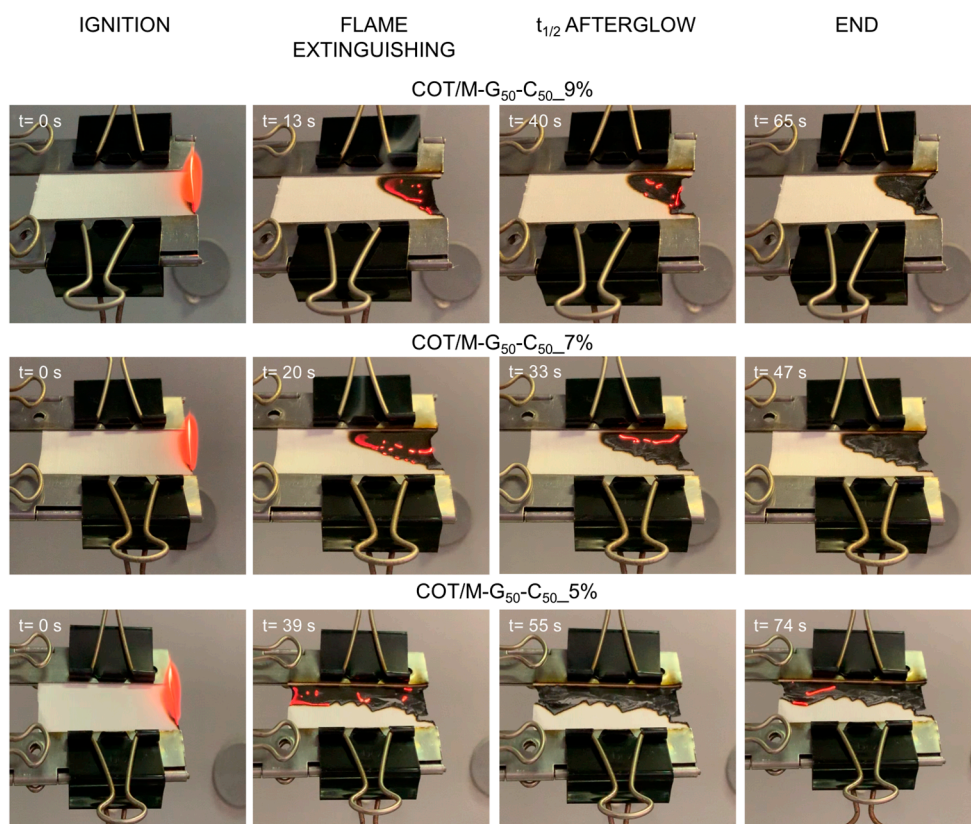 IGNITION
FLAME
EXTINGUISHING
t1/2 AFTERGLOW
END
COT/M-G50-C50_9%
t= 0 s
t= 13 s
t= 40 s
t= 65 s
COT/M-G50-C50_7%
t= 0 s
t= 20 s
t= 33 s
t= 47 s
COT/M-G50-C50_5%
t= 0 s
t= 39 s
t= 55 s
t= 74 s